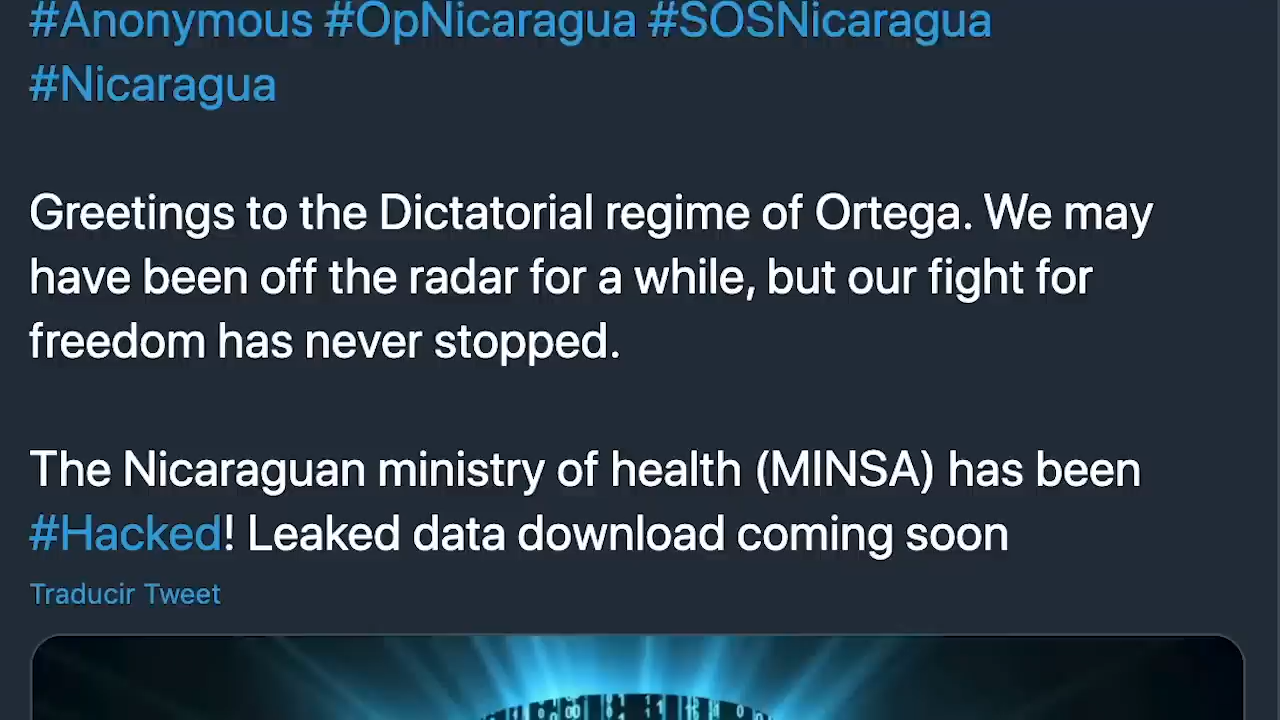 #Anonymous #OpNicaragua #SOSNicaragua
#Nicaragua
Greetings to the Dictatorial regime of Ortega. We may
have been off the radar for a while, but our fight for
freedom has never stopped.
The Nicaraguan ministry of health (MINSA) has been
#Hacked! Leaked data download coming soon
Traducir Tweet